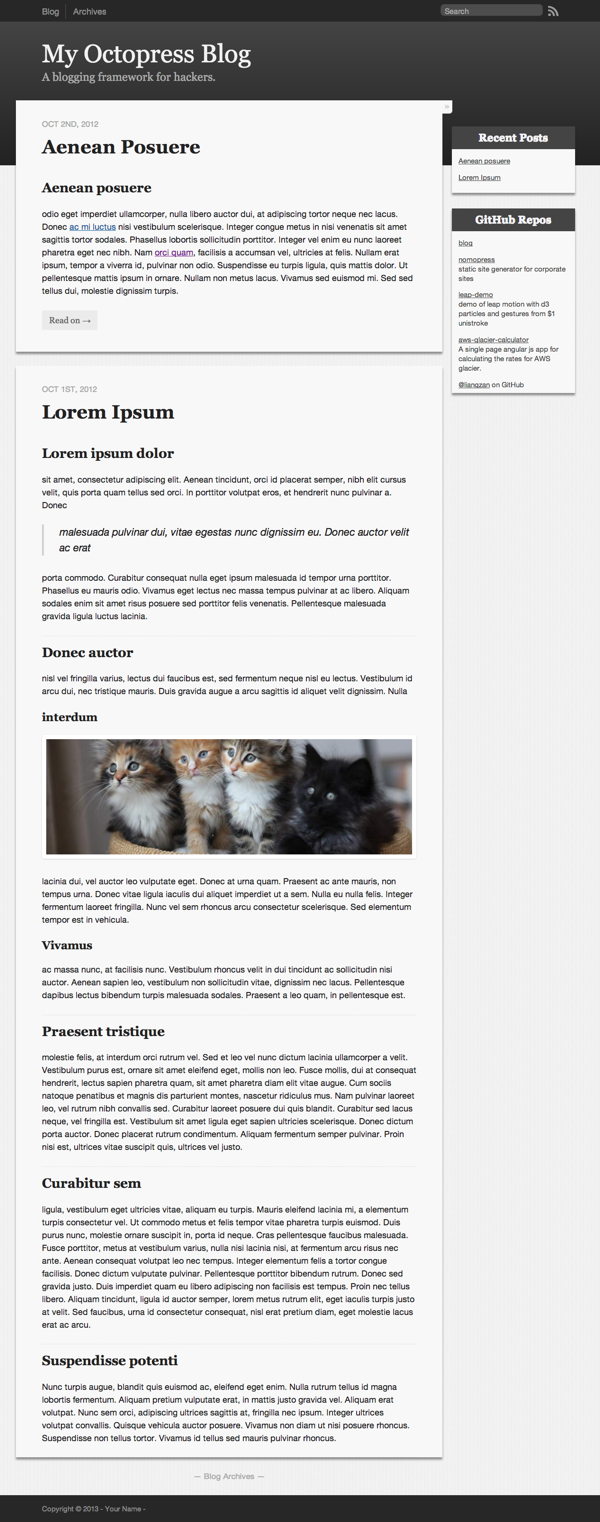 Blog
Archives
Search
My Octopress Blog
A blogging framework for hackers.
»
OCT 2ND, 2012
Aenean Posuere
Aenean posuere
odio eget imperdiet ullamcorper, nulla libero auctor dui, at adipiscing tortor neque nec lacus.
Donec ac mi luctus nisi vestibulum scelerisque. Integer congue metus in nisi venenatis sit amet
sagittis tortor sodales. Phasellus lobortis sollicitudin porttitor. Integer vel enim eu nunc laoreet
pharetra eget nec nibh. Nam orci quam, facilisis a accumsan vel, ultricies at felis. Nullam erat
ipsum, tempor a viverra id, pulvinar non odio. Suspendisse eu turpis ligula, quis mattis dolor. Ut
pellentesque mattis ipsum in ornare. Nullam non metus lacus. Vivamus sed euismod mi. Sed sed
tellus dui, molestie dignissim turpis.
Read on →
OCT 1ST, 2012
Lorem Ipsum
Lorem ipsum dolor
sit amet, consectetur adipiscing elit. Aenean tincidunt, orci id placerat semper, nibh elit cursus
velit, quis porta quam tellus sed orci. In porttitor volutpat eros, et hendrerit nunc pulvinar a.
Donec
malesuada pulvinar dui, vitae egestas nunc dignissim eu. Donec auctor velit
ac erat
porta commodo. Curabitur consequat nulla eget ipsum malesuada id tempor urna porttitor.
Phasellus eu mauris odio. Vivamus eget lectus nec massa tempus pulvinar at ac libero. Aliquam
sodales enim sit amet risus posuere sed porttitor felis venenatis. Pellentesque malesuada
gravida ligula luctus lacinia.
Donec auctor
nisl vel fringilla varius, lectus dui faucibus est, sed fermentum neque nisl eu lectus. Vestibulum id
arcu dui, nec tristique mauris. Duis gravida augue a arcu sagittis id aliquet velit dignissim. Nulla
interdum
lacinia dui, vel auctor leo vulputate eget. Donec at urna quam. Praesent ac ante mauris, non
tempus urna. Donec vitae ligula iaculis dui aliquet imperdiet ut a sem. Nulla eu nulla felis. Integer
fermentum laoreet fringilla. Nunc vel sem rhoncus arcu consectetur scelerisque. Sed elementum
tempor est in vehicula.
Vivamus
ac massa nunc, at facilisis nunc. Vestibulum rhoncus velit in dui tincidunt ac sollicitudin nisi
auctor. Aenean sapien leo, vestibulum non sollicitudin vitae, dignissim nec lacus. Pellentesque
dapibus lectus bibendum turpis malesuada sodales. Praesent a leo quam, in pellentesque est.
Praesent tristique
molestie felis, at interdum orci rutrum vel. Sed et leo vel nunc dictum lacinia ullamcorper a velit.
Vestibulum purus est, ornare sit amet eleifend eget, mollis non leo. Fusce mollis, dui at consequat
hendrerit, lectus sapien pharetra quam, sit amet pharetra diam elit vitae augue. Cum sociis
natoque penatibus et magnis dis parturient montes, nascetur ridiculus mus. Nam pulvinar laoreet
leo, vel rutrum nibh convallis sed. Curabitur laoreet posuere dui quis blandit. Curabitur sed lacus
neque, vel fringilla est. Vestibulum sit amet ligula eget sapien ultricies scelerisque. Donec dictum
porta auctor. Donec placerat rutrum condimentum. Aliquam fermentum semper pulvinar. Proin
nisi est, ultrices vitae suscipit quis, ultrices vel justo.
Curabitur sem
ligula, vestibulum eget ultricies vitae, aliquam eu turpis. Mauris eleifend lacinia mi, a elementum
turpis consectetur vel. Ut commodo metus et felis tempor vitae pharetra turpis euismod. Duis
purus nunc, molestie ornare suscipit in, porta id neque. Cras pellentesque faucibus malesuada.
Fusce porttitor, metus at vestibulum varius, nulla nisi lacinia nisi, at fermentum arcu risus nec
ante. Aenean consequat volutpat leo nec tempus. Integer elementum felis a tortor congue
facilisis. Donec dictum vulputate pulvinar. Pellentesque porttitor bibendum rutrum. Donec sed
gravida justo. Duis imperdiet quam eu libero adipiscing non facilisis est tempus. Proin nec tellus
libero. Aliquam tincidunt, ligula id auctor semper, lorem metus rutrum elit, eget iaculis turpis justo
at velit. Sed faucibus, urna id consectetur consequat, nisl erat pretium diam, eget molestie lacus
erat ac arcu.
Suspendisse potenti
Nunc turpis augue, blandit quis euismod ac, eleifend eget enim. Nulla rutrum tellus id magna
lobortis fermentum. Aliquam pretium vulputate erat, in mattis justo gravida vel. Aliquam erat
volutpat. Nunc sem orci, adipiscing ultrices sagittis at, fringilla nec ipsum. Integer ultrices
volutpat convallis. Quisque vehicula auctor posuere. Vivamus non diam ut nisi posuere rhoncus.
Suspendisse non tellus tortor. Vivamus id tellus sed mauris pulvinar rhoncus.
— Blog Archives —
Recent Posts
Aenean posuere
Lorem Ipsum
GitHub Repos
blog
nomopress
static site generator for corporate
sites
leap-demo
demo of leap motion with d3
particles and gestures from $1
unistroke
aws-glacier-calculator
A single page angular js app for
calculating the rates for AWS
glacier.
@liangzan on GitHub
Copyright © 2013 - Your Name -